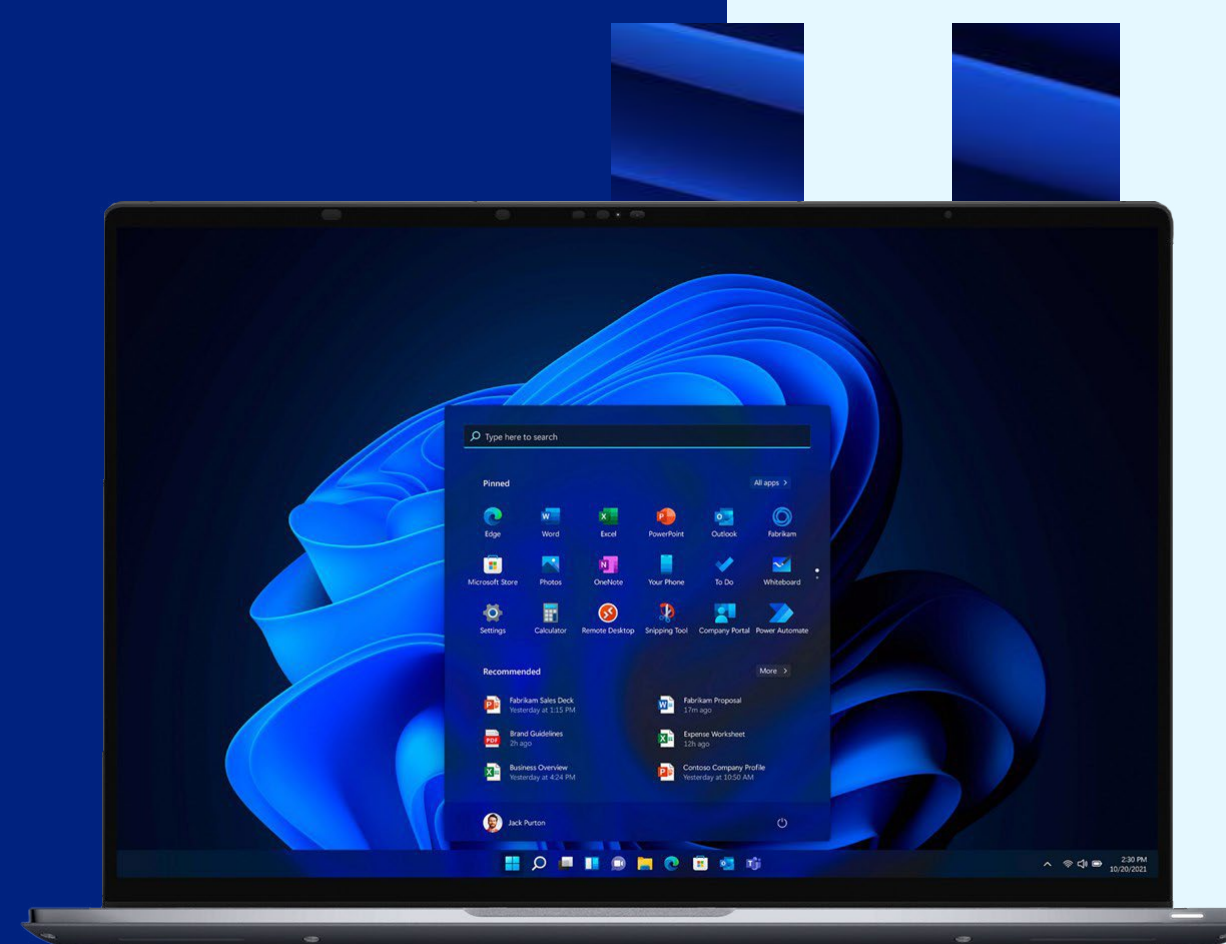 Type here to search
Pinned
All apps >
Edge
Word
Excel
PowerPoint
Outlook
Fabrikam
Microsoft Store
Photos
OneNote
Your Phone
To Do
Whiteboard
Settings
Calculator
Remote Desktop
Snipping Tool
Company Portal
Power Automate
Recommended
More >
Fabrikam Sales Deck
Yesterday at 1:15 PM
Fabrikam Proposal
17m ago
Brand Guidelines
2h ago
Expense Worksheet
12h ago
Business Overview
Yesterday at 4:24 PM
Contoso Company Profile
Yesterday at 10:50 AM
Jack Purton
2:30 PM
10/20/2021